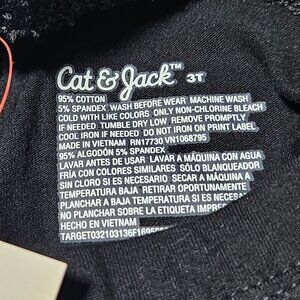 Cat & Jack™ 3T
95% COTTON
5% SPANDEX WASH BEFORE WEAR MACHINE WASH
COLD WITH LIKE COLORS ONLY NON-CHLORINE BLEACH
IF NEEDED TUMBLE DRY LOW REMOVE PROMPTLY
COOL IRON IF NEEDED DO NOT IRON ON PRINT LABEL
MADE IN VIETNAM RN17730 VN1068795
95% ALGODÓN 5% SPANDEX
LAVAR ANTES DE USAR LAVAR A MÁQUINA CON AGUA
FRÍA CON COLORES SIMILARES SÓLO BLANQUEADOR
SIN CLORO SI ES NECESARIO SECAR A MÁQUINA A
TEMPERATURA BAJA RETIRAR OPORTUNAMENTE
PLANCHAR A BAJA TEMPERATURA SI ES NECES
NO PLANCHAR SOBRE LA ETIQUETA IMPRES
HECHO EN VIETNAM